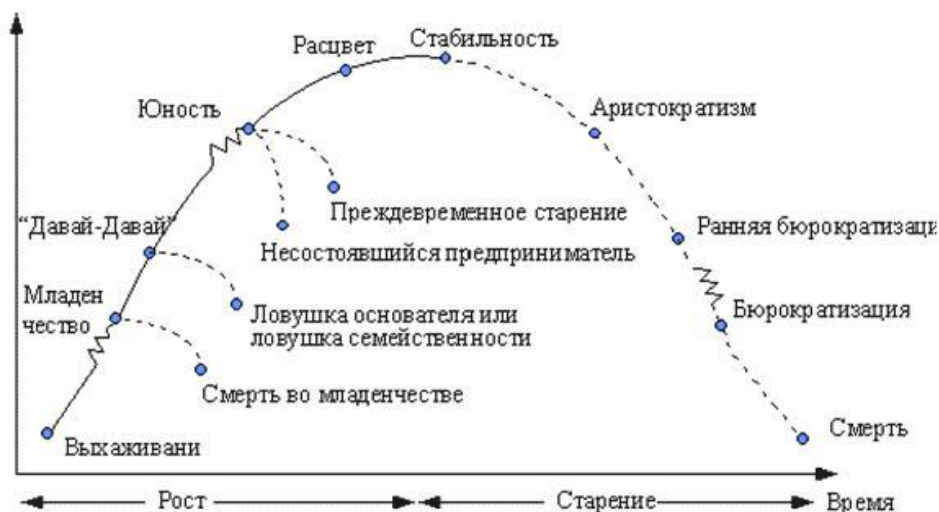 Стабильность
Расцвет
Юность
Аристократизм
Преждевременное старение
“Давай-Давай”
Несостоявшийся предприниматель
Ранняя бюрократизаци
Младен
чество
Ловушка основателя или
ловушка семейственности
Бюрократизация
Смерть во младенчестве
Выхаживани
Смерть
Рост
Старение
Время